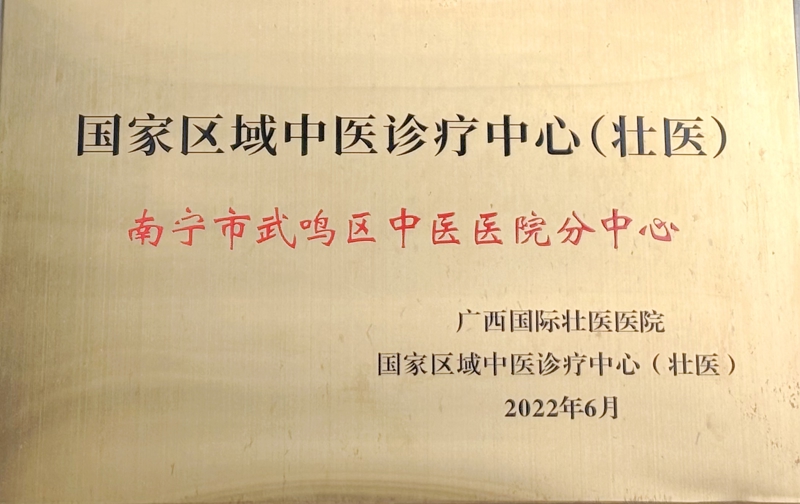 国家区域中医诊疗中心（壮医）
南宁市武鸣区中医医院分中心
广西国际壮医医院
国家区域中医诊疗中心（壮医）
2022年6月